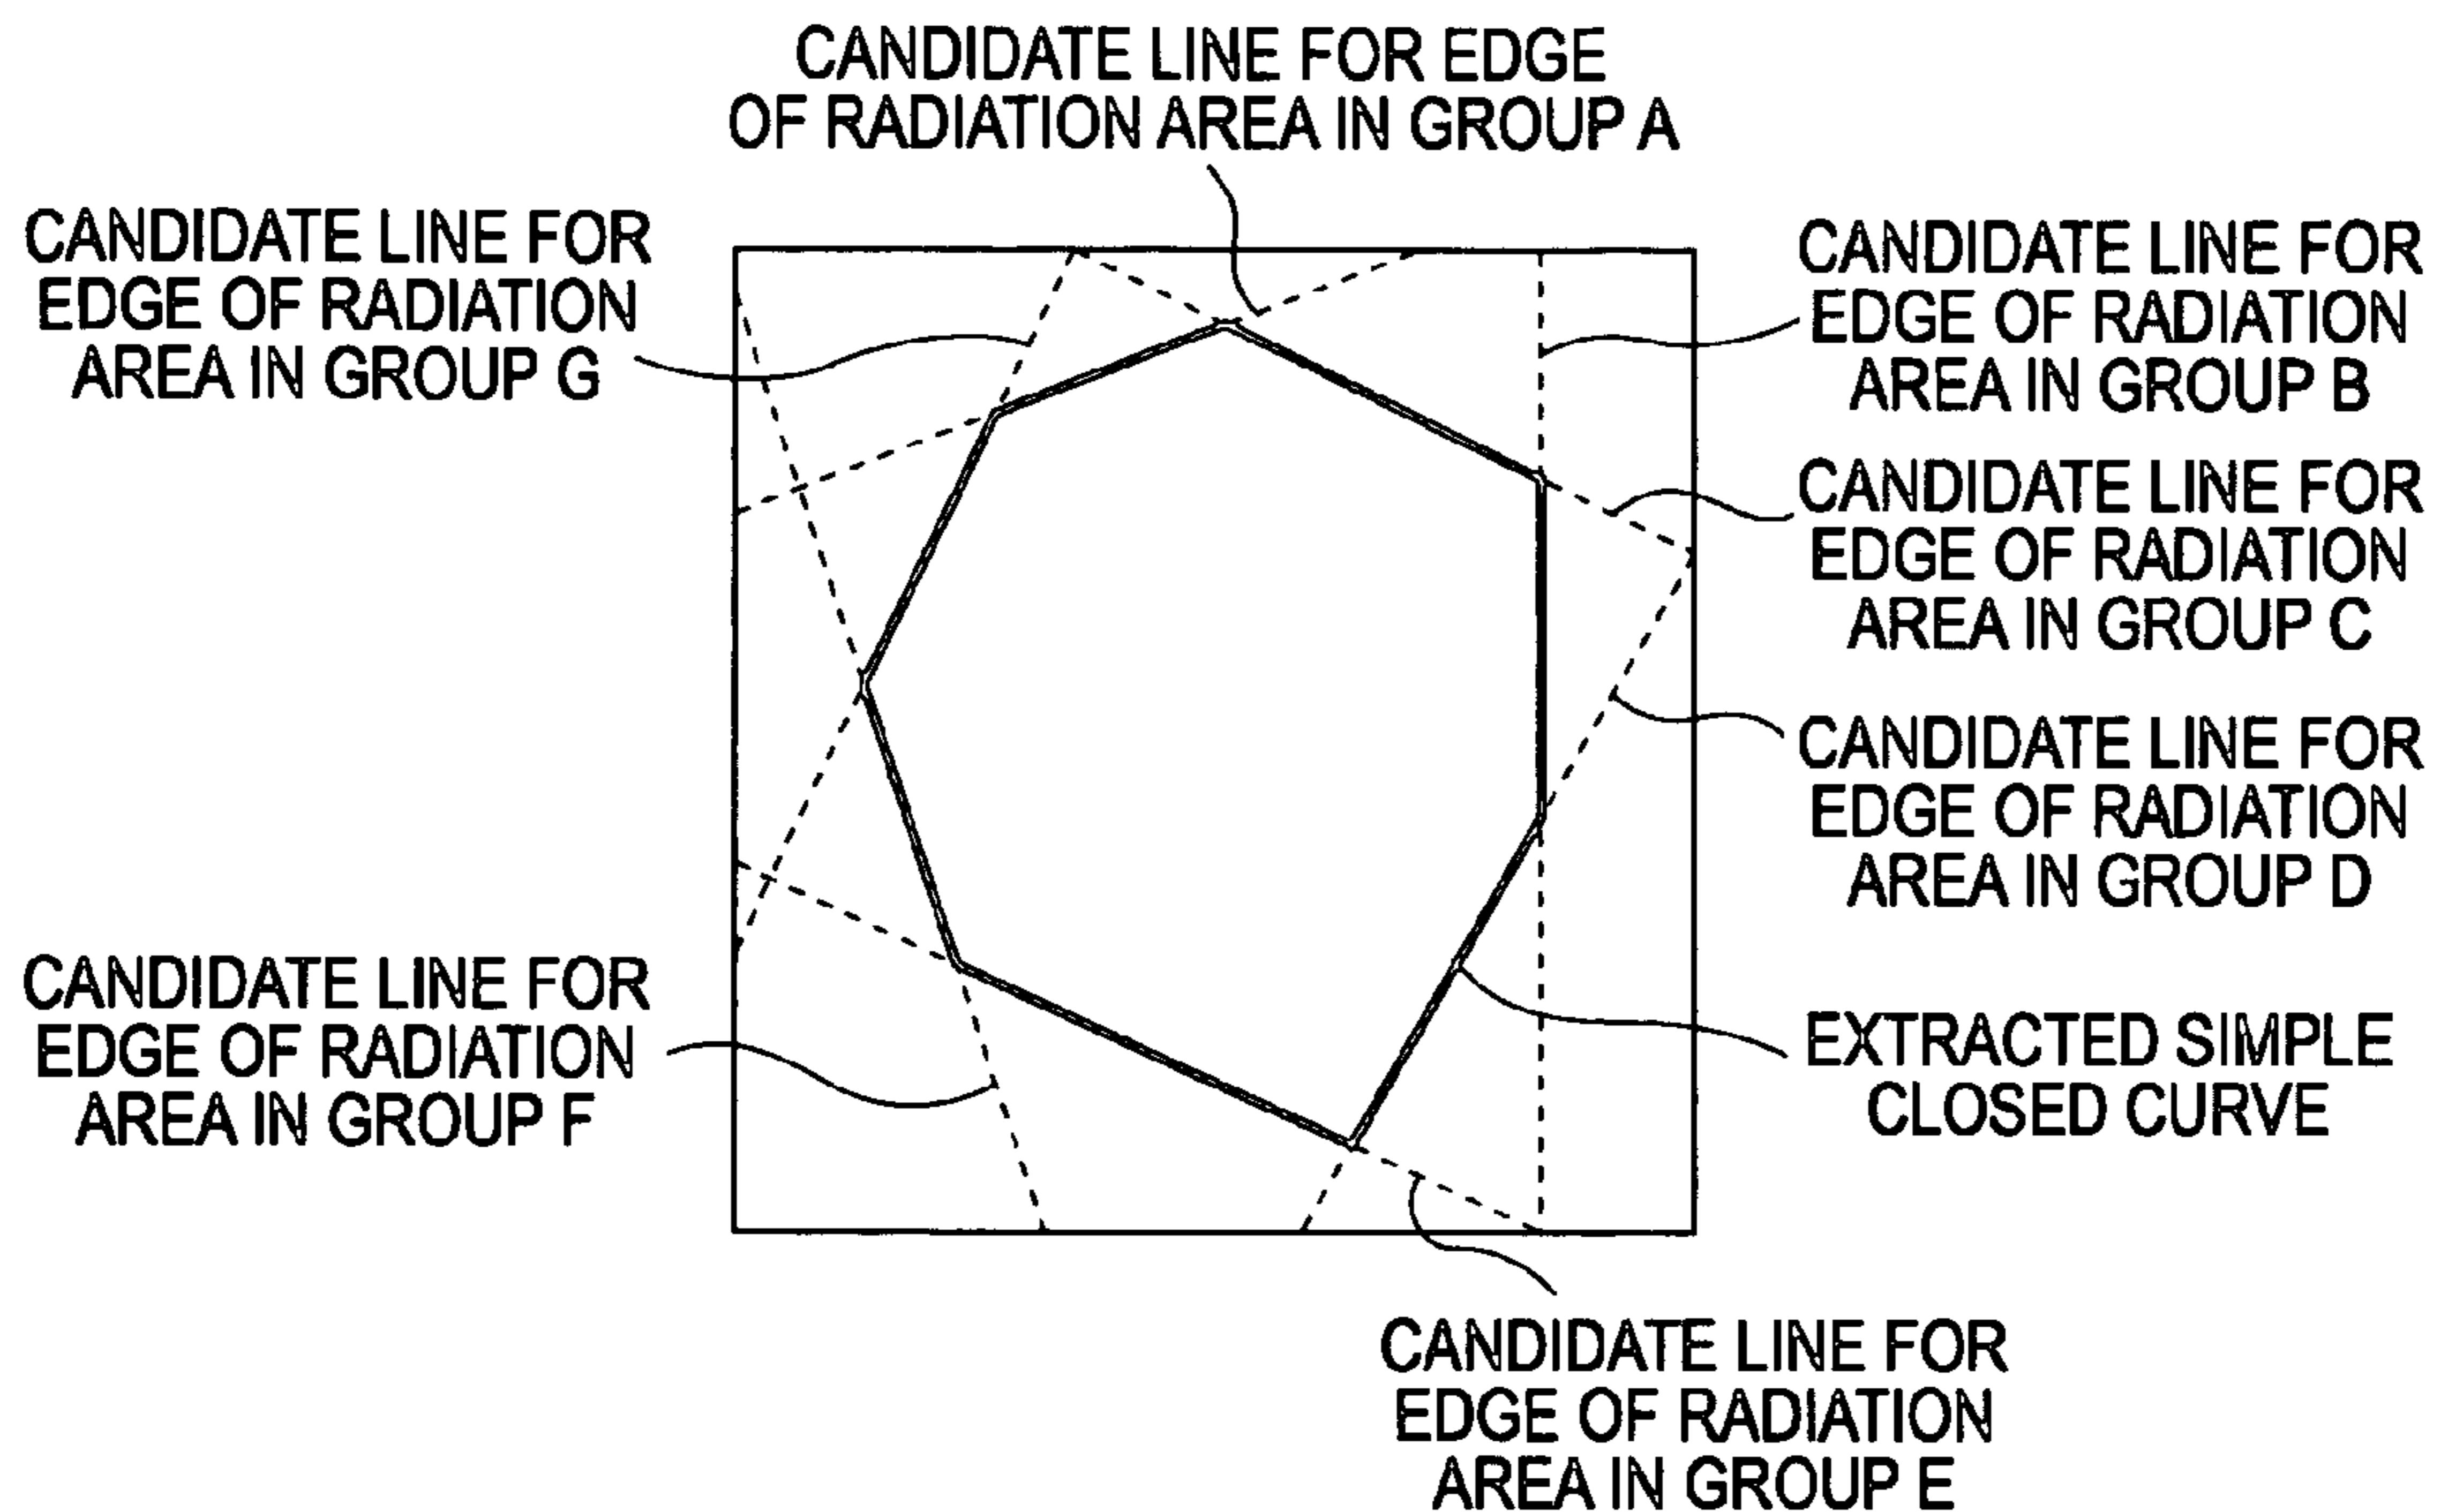 CANDIDATE LINE FOR EDGE
OF RADIATION AREA IN GROUP A
CANDIDATE LINE FOR
EDGE OF RADIATION
AREA IN GROUP G
CANDIDATE LINE FOR
EDGE OF RADIATION
AREA IN GROUP B
CANDIDATE LINE FOR
EDGE OF RADIATION
AREA IN GROUP C
CANDIDATE LINE FOR
EDGE OF RADIATION
AREA IN GROUP D
CANDIDATE LINE FOR
EDGE OF RADIATION
AREA IN GROUP F
EXTRACTED SIMPLE
CLOSED CURVE
CANDIDATE LINE FOR
EDGE OF RADIATION
AREA IN GROUP E